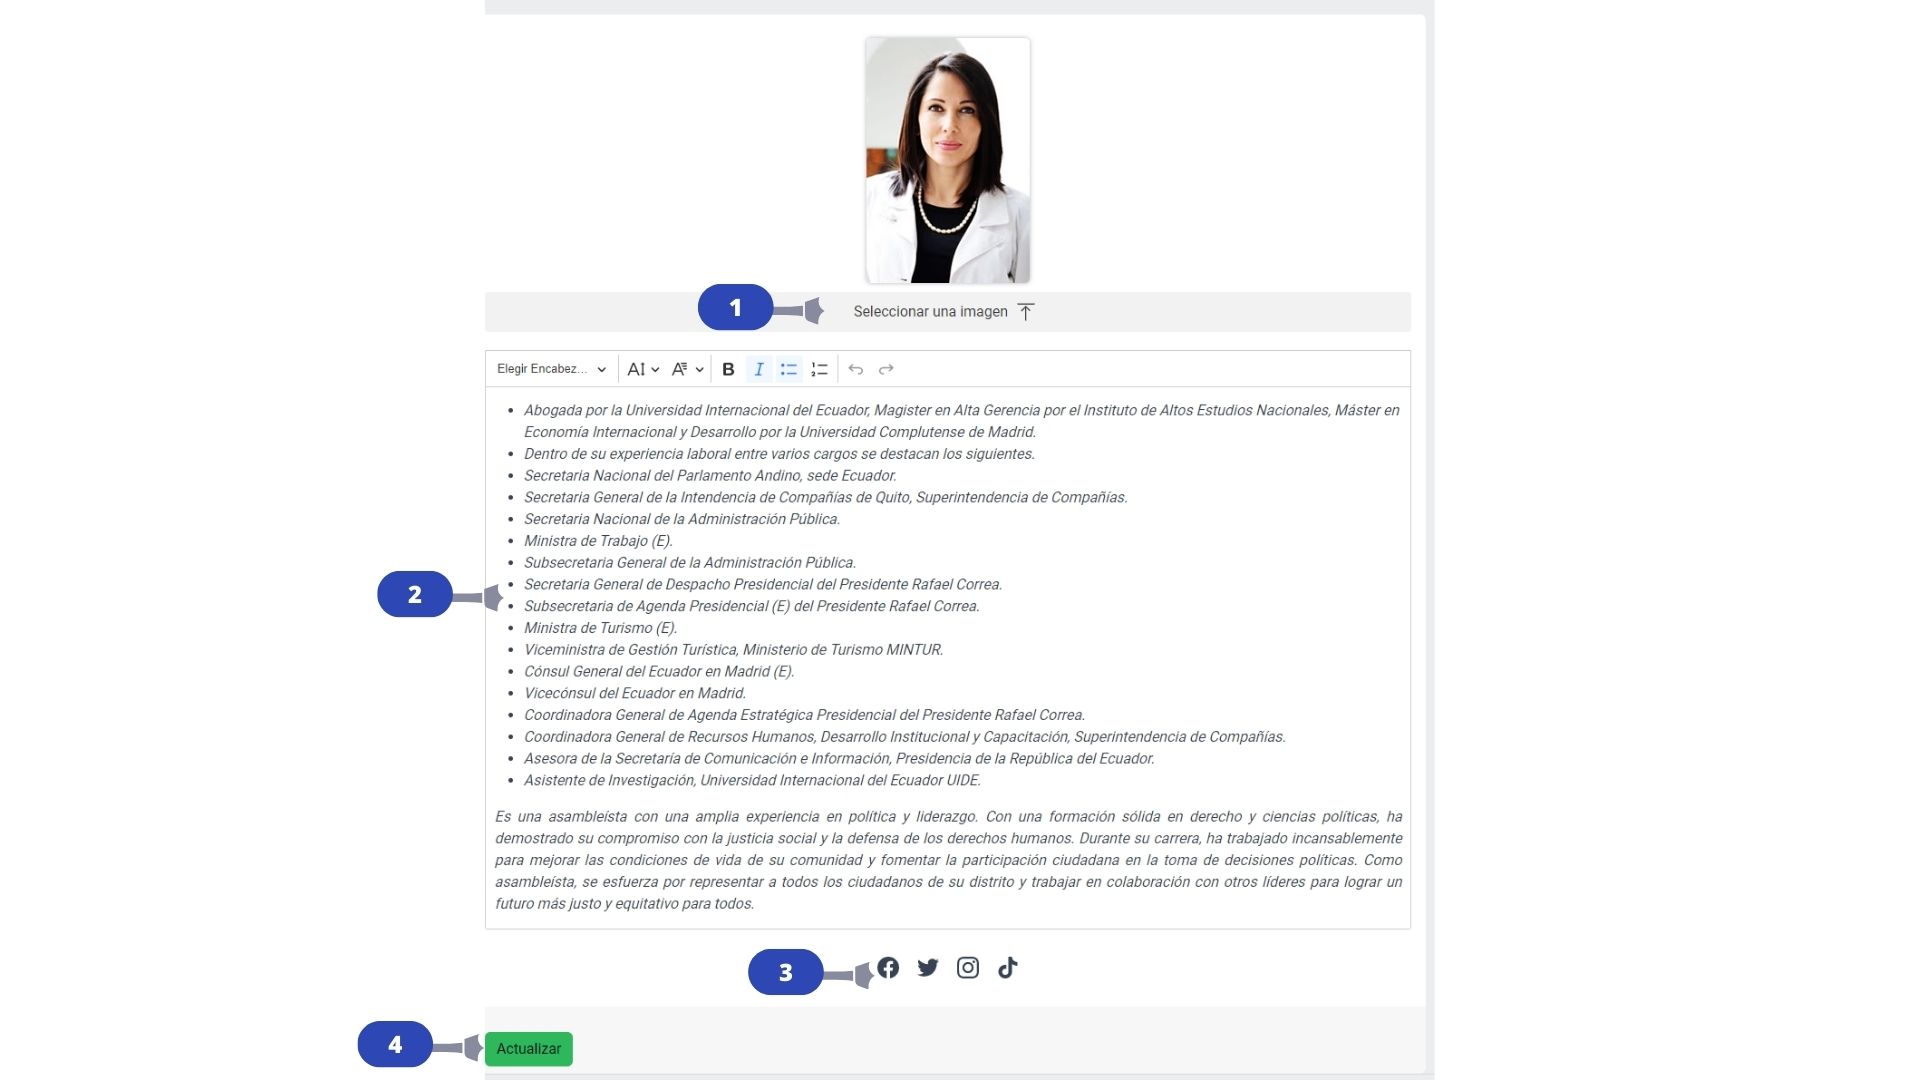 1
Seleccionar una imagen
Elegir Encabez...
B I
Abogada por la Universidad Internacional del Ecuador, Magister en Alta Gerencia por el Instituto de Altos Estudios Nacionales, Máster en
Economía Internacional y Desarrollo por la Universidad Complutense de Madrid.
Dentro de su experiencia laboral entre varios cargos se destacan los siguientes.
Secretaria Nacional del Parlamento Andino, sede Ecuador.
Secretaria General de la Intendencia de Compañías de Quito, Superintendencia de Compañías.
Secretaria Nacional de la Administración Pública.
Ministra de Trabajo (E).
Subsecretaria General de la Administración Pública.
2
Secretaria General de Despacho Presidencial del Presidente Rafael Correa.
Subsecretaria de Agenda Presidencial (E) del Presidente Rafael Correa.
Ministra de Turismo (E).
Viceministra de Gestión Turística, Ministerio de Turismo MINTUR.
Cónsul General del Ecuador en Madrid (E).
Vicecónsul del Ecuador en Madrid.
Coordinadora General de Agenda Estratégica Presidencial del Presidente Rafael Correa.
Coordinadora General de Recursos Humanos, Desarrollo Institucional y Capacitación, Superintendencia de Compañías.
Asesora de la Secretaría de Comunicación e Información, Presidencia de la República del Ecuador.
Asistente de Investigación, Universidad Internacional del Ecuador UIDE.
Es una asambleísta con una amplia experiencia en política y liderazgo. Con una formación sólida en derecho y ciencias políticas, ha
demostrado su compromiso con la justicia social y la defensa de los derechos humanos. Durante su carrera, ha trabajado incansablemente
para mejorar las condiciones de vida de su comunidad y fomentar la participación ciudadana en la toma de decisiones políticas. Como
asambleísta, se esfuerza por representar a todos los ciudadanos de su distrito y trabajar en colaboración con otros líderes para lograr un
futuro más justo y equitativo para todos.
3
4
Actualizar